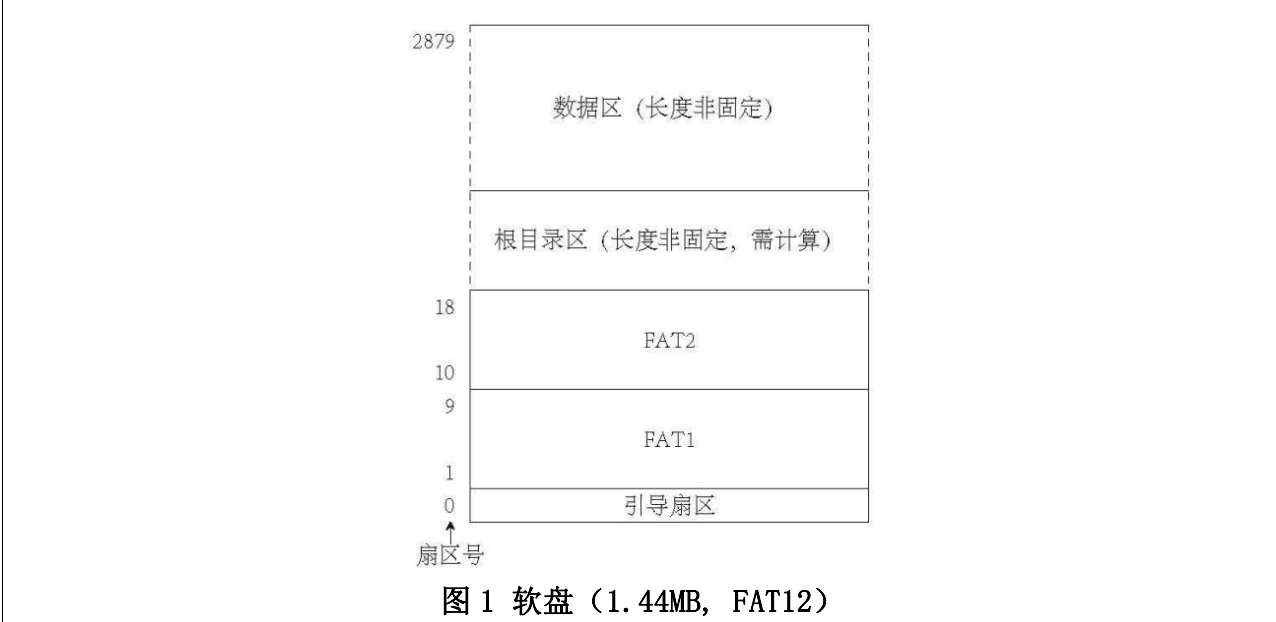 2879
数据区（长度非固定）
根目录区（长度非固定，需计算）
18
FAT2
10
9
FAT1
1
0
引导扇区
扇区号
图 1 软盘（1.44MB, FAT12）